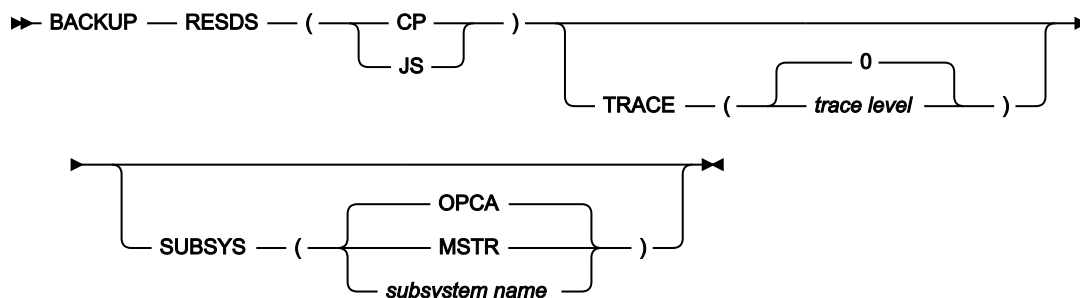 BACKUP RESDS ( CP )
JS
0
TRACE ( trace level )
OPCA
SUBSYS ( MSTR )
subsystem name